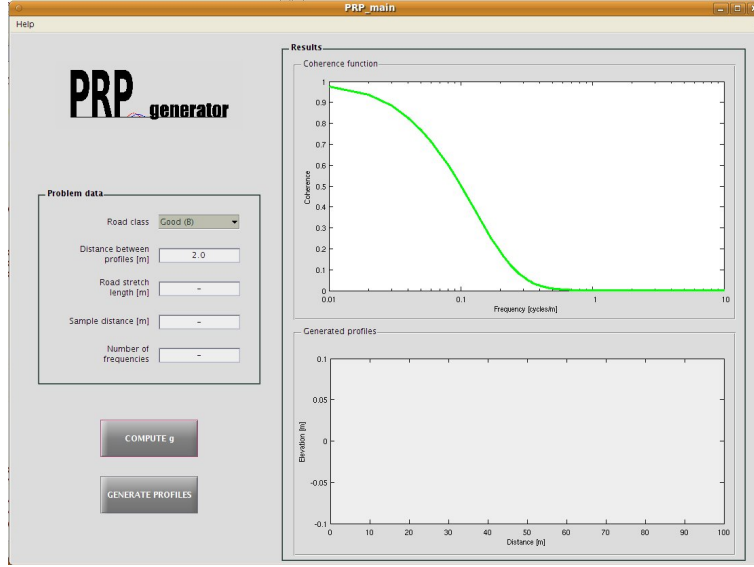 PRP_main
Help
PRP generator
Problem data
Road class
Good (B)
Distance between
profiles [m]
2.0
Road stretch
length [m]
-
Sample distance [m]
-
Number of
frequencies
-
COMPUTE g
GENERATE PROFILES
Results
Coherence function
1
0.9
0.8
0.7
0.6
0.5
0.4
0.3
0.2
0.1
0
Coherence
0.01
0.1
1
10
Frequency [cycles/m]
Generated profiles
0.1
0.05
0
-0.05
-0.1
Elevation [m]
0
10
20
30
40
50
60
70
80
90
100
Distance [m]